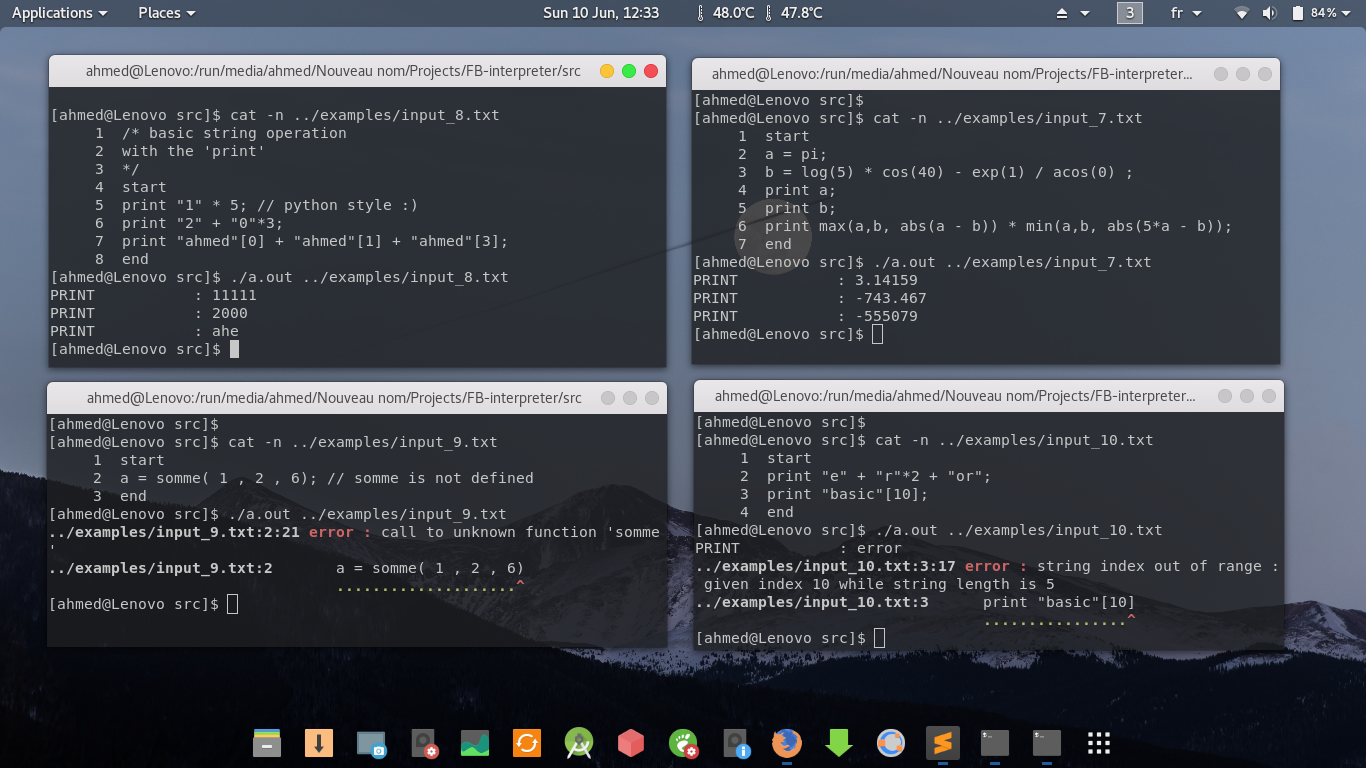 Applications Places Sun 10 Jun, 12:33 48.0°C 47.8°C 3 fr 84%
ahmed@Lenovo:/run/media/ahmed/Nouveau nom/Projects/FB-interpreter/src
[ahmed@Lenovo src]$ cat -n ../examples/input_8.txt
1 /* basic string operation
2 with the 'print'
3 */
4 start
5 print "1" * 5; // python style :)
6 print "2" + "0"*3;
7 print "ahmed"[0] + "ahmed"[1] + "ahmed"[3];
8 end
[ahmed@Lenovo src]$ ./a.out ../examples/input_8.txt
PRINT : 11111
PRINT : 2000
PRINT : ahe
[ahmed@Lenovo src]$
ahmed@Lenovo:/run/media/ahmed/Nouveau nom/Projects/FB-interpreter...
[ahmed@Lenovo src]$
[ahmed@Lenovo src]$ cat -n ../examples/input_7.txt
1 start
2 a = pi;
3 b = log(5) * cos(40) - exp(1) / acos(0) ;
4 print a;
5 print b;
6 print max(a,b, abs(a - b)) * min(a,b, abs(5*a - b));
7 end
[ahmed@Lenovo src]$ ./a.out ../examples/input_7.txt
PRINT : 3.14159
PRINT : -743.467
PRINT : -555079
[ahmed@Lenovo src]$
ahmed@Lenovo:/run/media/ahmed/Nouveau nom/Projects/FB-interpreter/src
[ahmed@Lenovo src]$
[ahmed@Lenovo src]$ cat -n ../examples/input_9.txt
1 start
2 a = somme( 1 , 2 , 6); // somme is not defined
3 end
[ahmed@Lenovo src]$ ./a.out ../examples/input_9.txt
../examples/input_9.txt:2:21 error : call to unknown function 'somme
'
../examples/input_9.txt:2 a = somme( 1 , 2 , 6)
....................^
[ahmed@Lenovo src]$
ahmed@Lenovo:/run/media/ahmed/Nouveau nom/Projects/FB-interpreter...
[ahmed@Lenovo src]$
[ahmed@Lenovo src]$ cat -n ../examples/input_10.txt
1 start
2 print "e" + "r"*2 + "or";
3 print "basic"[10];
4 end
[ahmed@Lenovo src]$ ./a.out ../examples/input_10.txt
PRINT : error
../examples/input_10.txt:3:17 error : string index out of range :
given index 10 while string length is 5
../examples/input_10.txt:3 print "basic"[10]
................^
[ahmed@Lenovo src]$